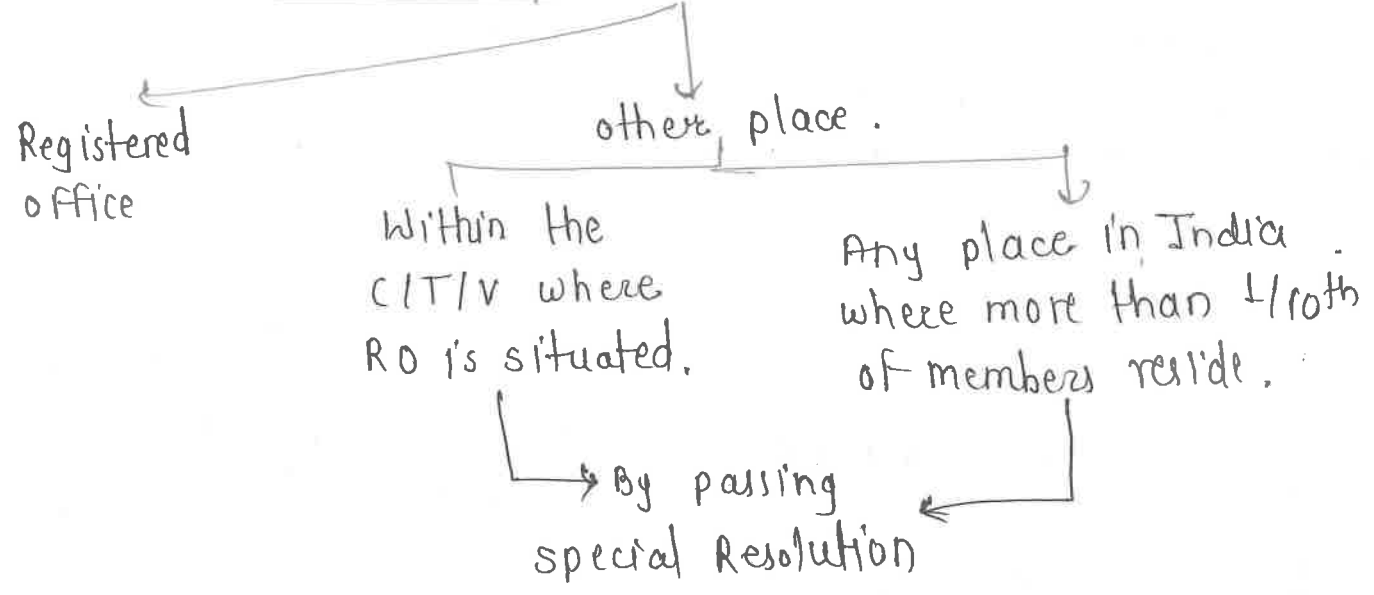 Registered
office
other place.
Within the
C/T/V where
RO is situated.
Any place in India.
where more than 1/10th
of members reside.
By passing
special Resolution